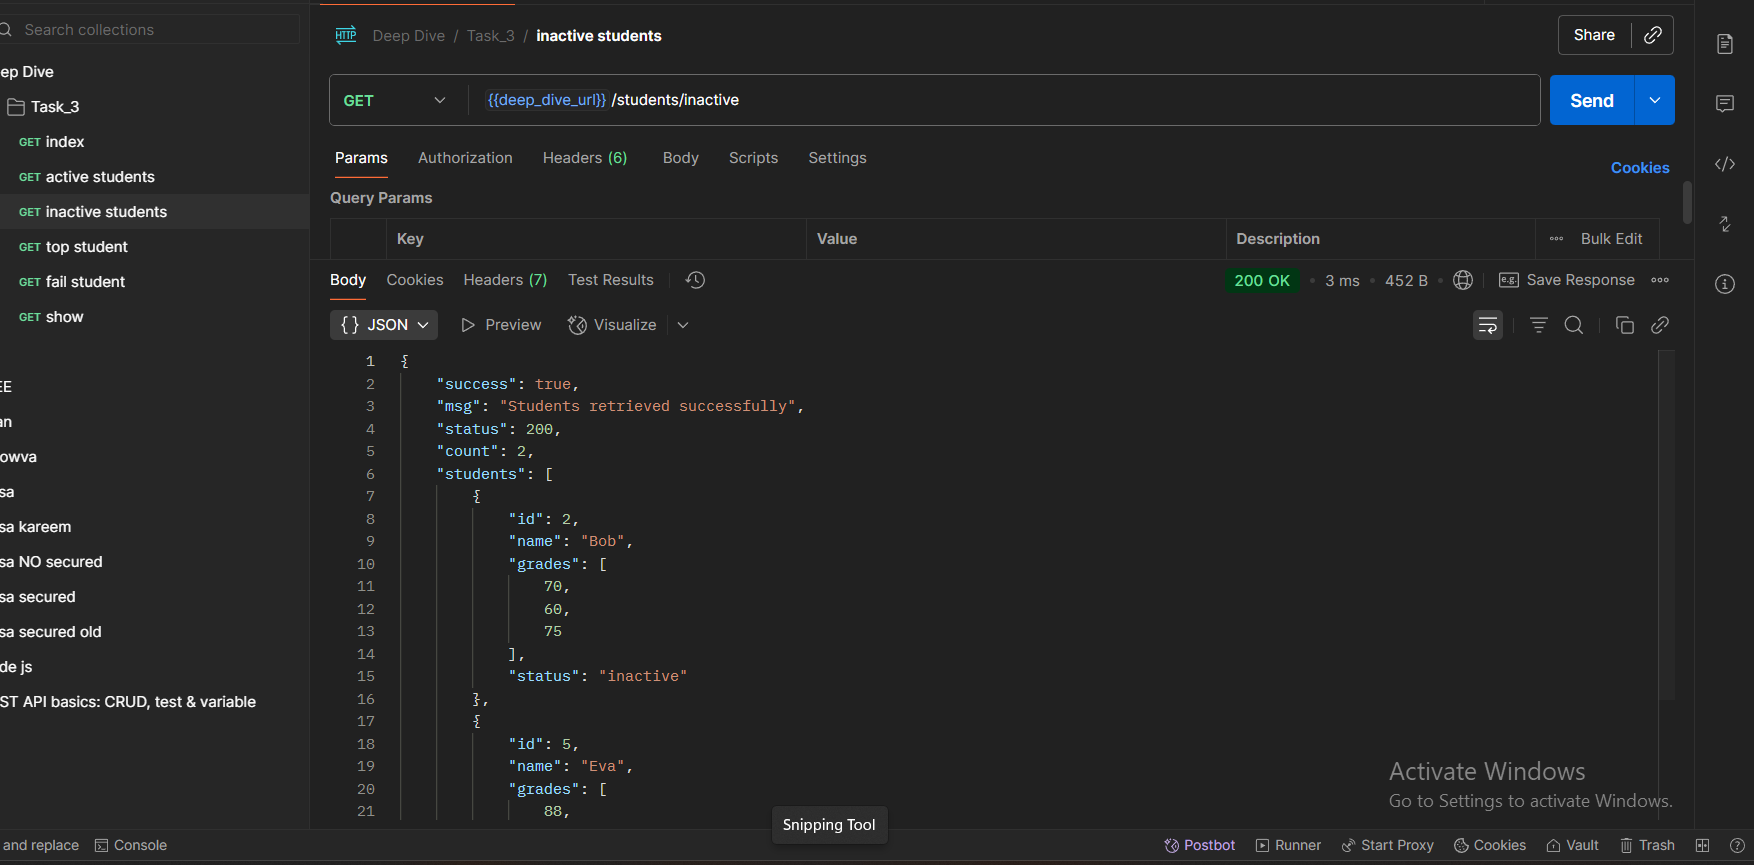 Search collections
ep Dive
Task_3
GET index
GET active students
GET inactive students
GET top student
GET fail student
GET show
EE
an
owva
sa
sa kareem
sa NO secured
sa secured
sa secured old
de js
ST API basics: CRUD, test & variable
HTTP Deep Dive / Task_3 / inactive students
Share
GET {{deep_dive_url}} /students/inactive
Send
Params Authorization Headers (6) Body Scripts Settings
Cookies
Query Params
Key Value Description ••• Bulk Edit
Body Cookies Headers (7) Test Results
200 OK • 3 ms • 452 B • e.g. Save Response •••
{} JSON Preview Visualize
1 {
2 "success": true,
3 "msg": "Students retrieved successfully",
4 "status": 200,
5 "count": 2,
6 "students": [
7 {
8 "id": 2,
9 "name": "Bob",
10 "grades": [
11 70,
12 60,
13 75
14 ],
15 "status": "inactive"
16 },
17 {
18 "id": 5,
19 "name": "Eva",
20 "grades": [
21 88,
Activate Windows
Go to Settings to activate Windows.
Snipping Tool
and replace Console
Postbot Runner Start Proxy Cookies Vault Trash